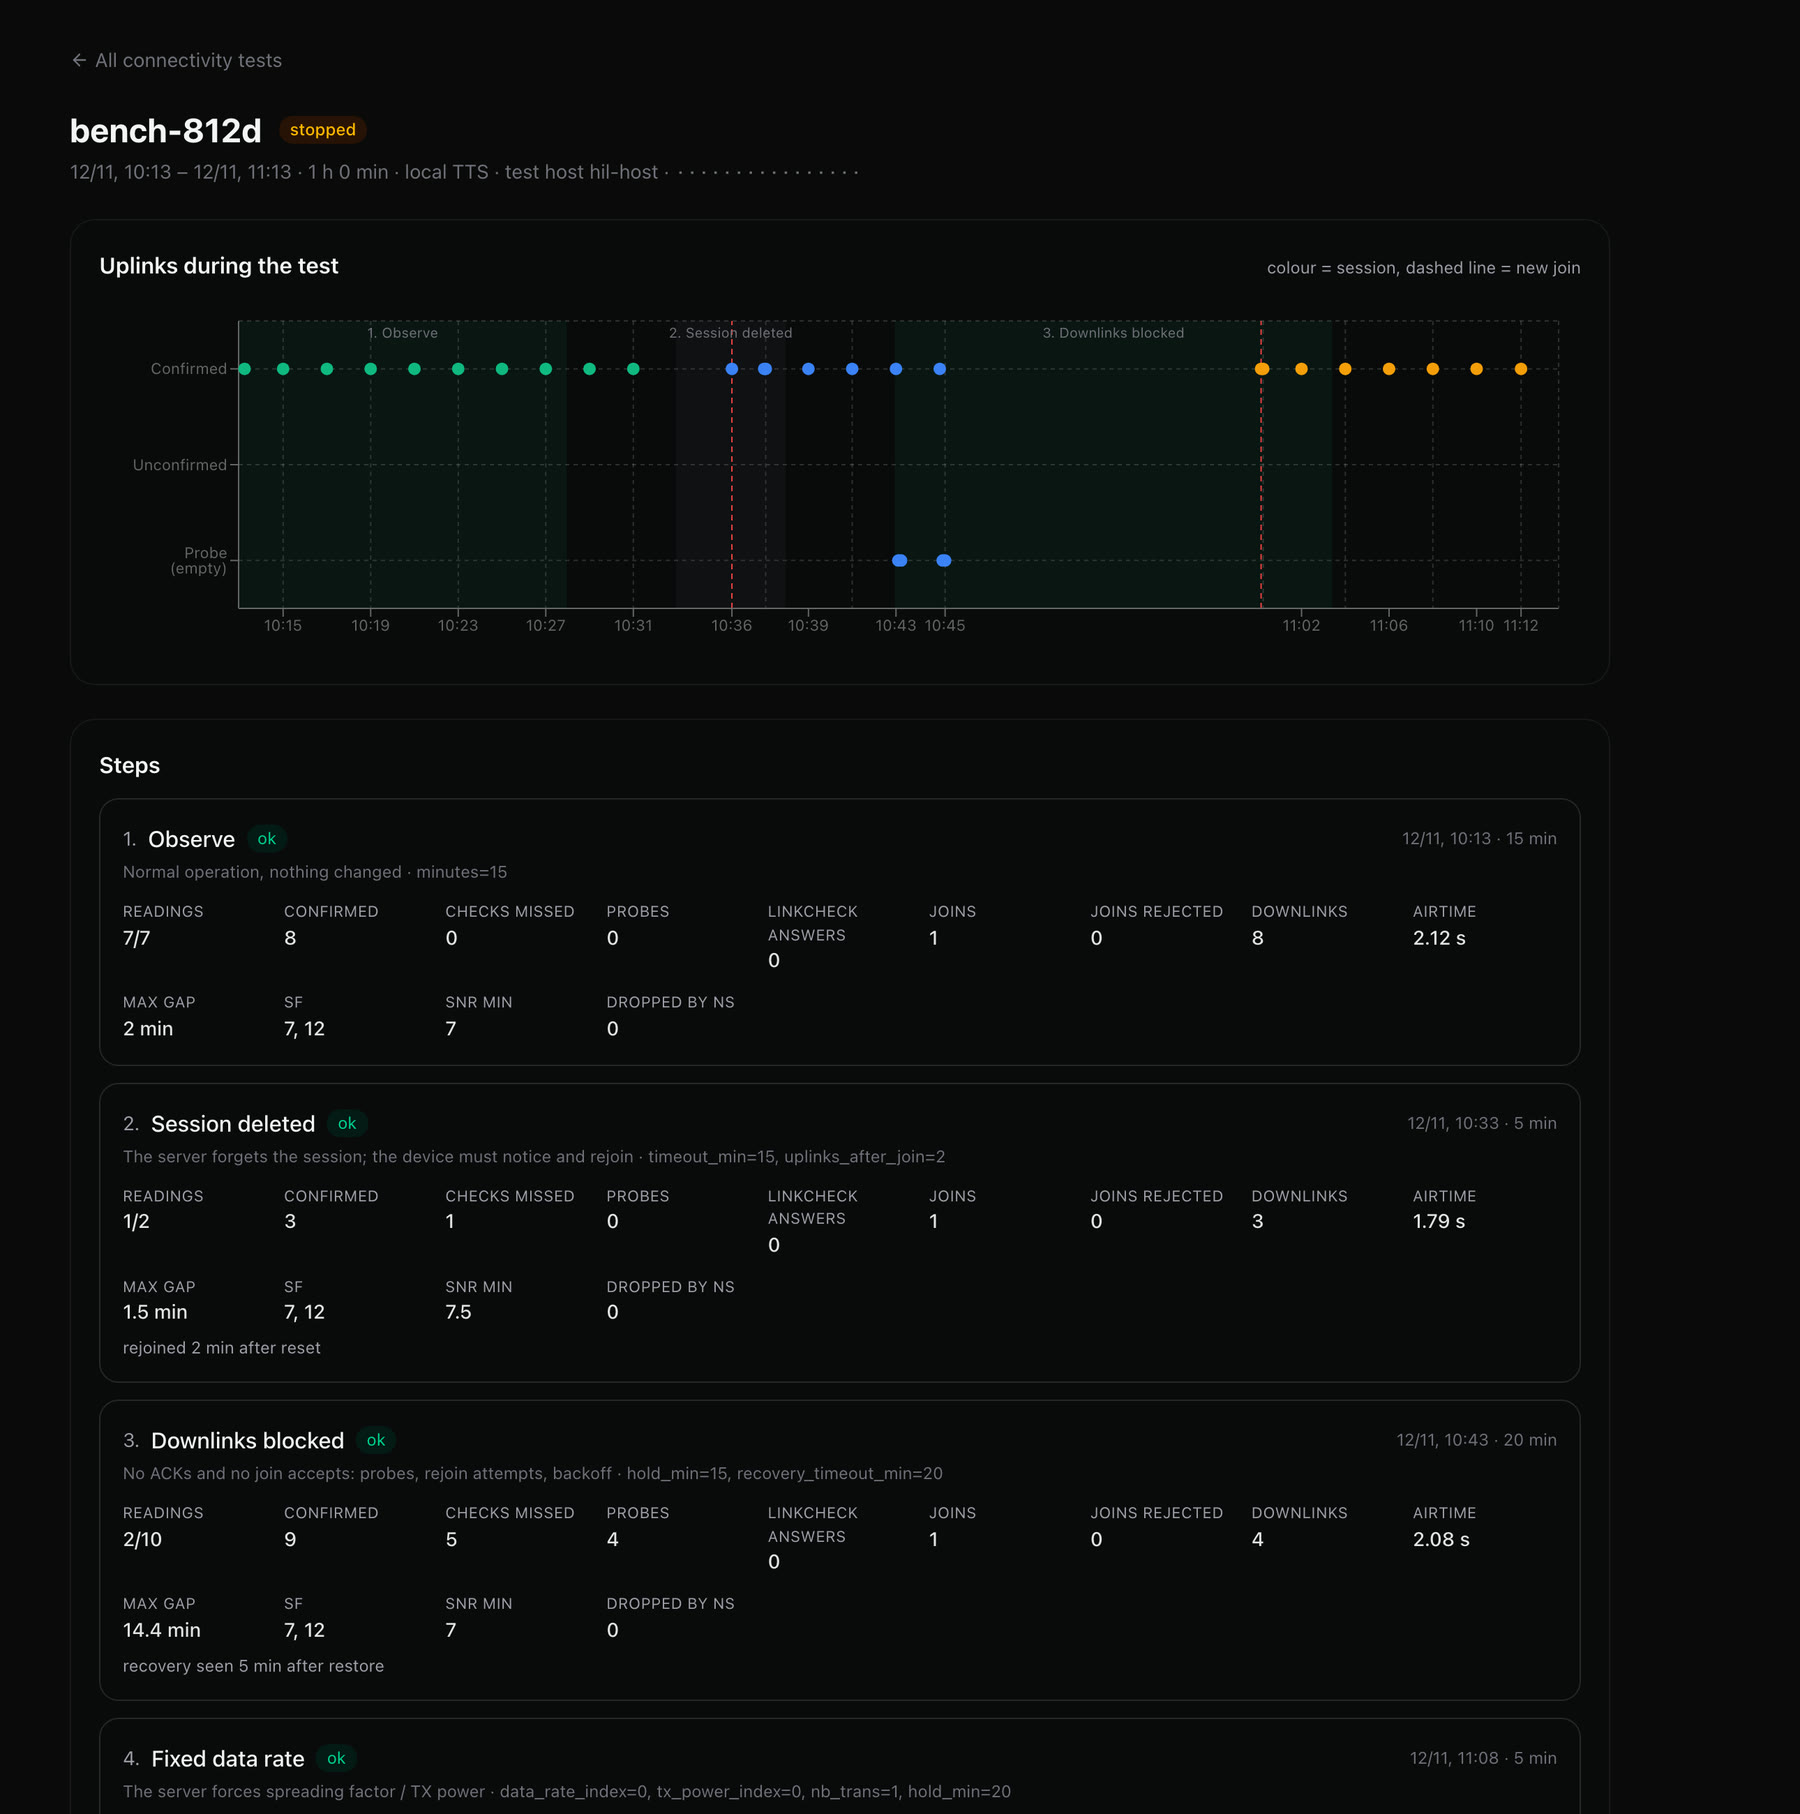 ← All connectivity tests
bench-812d stopped
12/11, 10:13 – 12/11, 11:13 · 1 h 0 min · local TTS · test host hil-host · · · · · · · · · · · · · · · · ·
Uplinks during the test
colour = session, dashed line = new join
1. Observe
2. Session deleted
3. Downlinks blocked
Confirmed
Unconfirmed
Probe
(empty)
10:15 10:19 10:23 10:27 10:31 10:36 10:39 10:43 10:45 11:02 11:06 11:10 11:12
Steps
1. Observe ok 12/11, 10:13 · 15 min
Normal operation, nothing changed · minutes=15
READINGS CONFIRMED CHECKS MISSED PROBES LINKCHECK ANSWERS JOINS JOINS REJECTED DOWNLINKS AIRTIME
7/7 8 0 0 0 1 0 8 2.12 s
MAX GAP SF SNR MIN DROPPED BY NS
2 min 7, 12 7 0
2. Session deleted ok 12/11, 10:33 · 5 min
The server forgets the session; the device must notice and rejoin · timeout_min=15, uplinks_after_join=2
READINGS CONFIRMED CHECKS MISSED PROBES LINKCHECK ANSWERS JOINS JOINS REJECTED DOWNLINKS AIRTIME
1/2 3 1 0 0 1 0 3 1.79 s
MAX GAP SF SNR MIN DROPPED BY NS
1.5 min 7, 12 7.5 0
rejoined 2 min after reset
3. Downlinks blocked ok 12/11, 10:43 · 20 min
No ACKs and no join accepts: probes, rejoin attempts, backoff · hold_min=15, recovery_timeout_min=20
READINGS CONFIRMED CHECKS MISSED PROBES LINKCHECK ANSWERS JOINS JOINS REJECTED DOWNLINKS AIRTIME
2/10 9 5 4 0 1 0 4 2.08 s
MAX GAP SF SNR MIN DROPPED BY NS
14.4 min 7, 12 7 0
recovery seen 5 min after restore
4. Fixed data rate ok 12/11, 11:08 · 5 min
The server forces spreading factor / TX power · data_rate_index=0, tx_power_index=0, nb_trans=1, hold_min=20